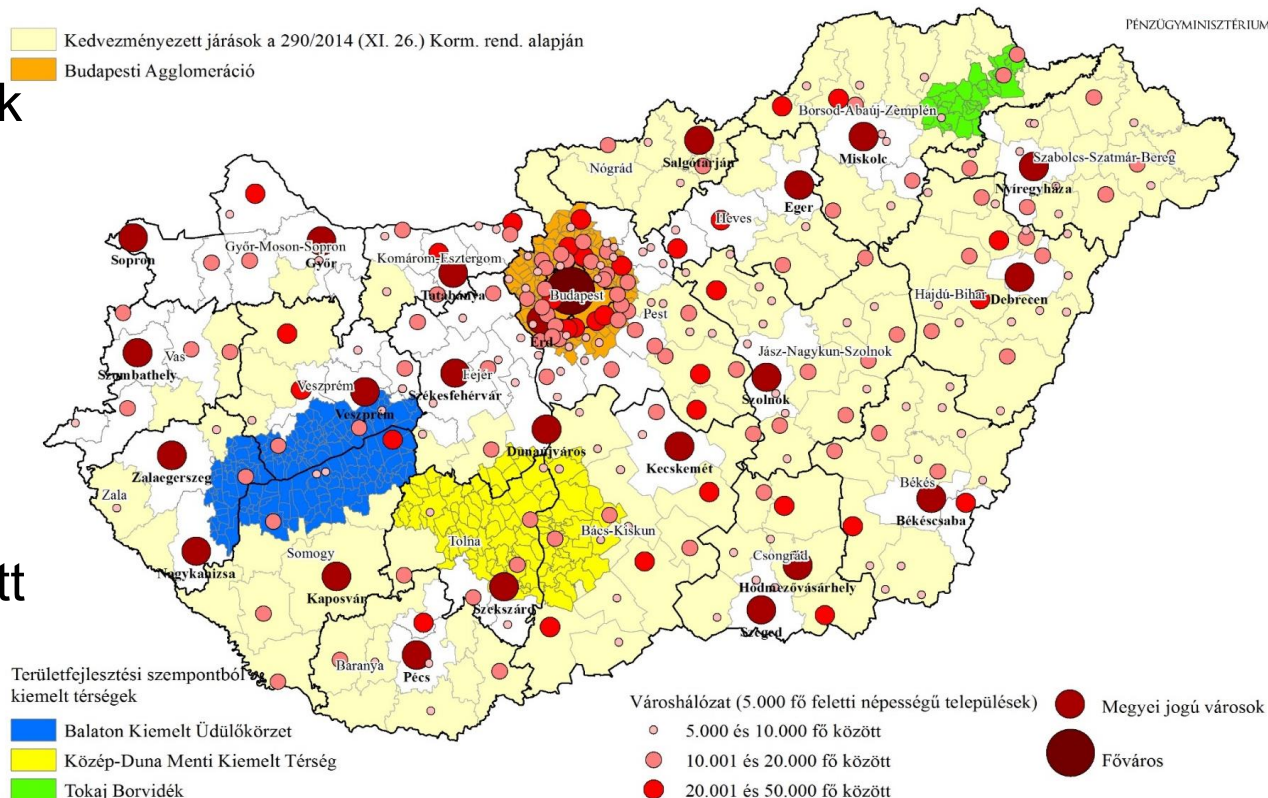 PÉNZÜGYMINISZTÉRIUM
Kedvezményezett járások a 290/2014 (XI. 26.) Korm. rend. alapján
Budapesti Agglomeráció
k
Borsod-Abaúj-Zemplén
Miskolc
Salgótarján
Nógrád
Szabolcs-Szatmár-Bereg
Nyíregyháza
Eger
Heves
Sopron
Győr-Moson-Sopron
Győr
Komárom-Esztergom
Tatabánya
Budapest
Érd
Pest
Hajdú-Bihar
Debrecen
Vas
Szombathely
Veszprém
Veszprém
Fejér
Székesfehérvár
Jász-Nagykun-Szolnok
Szolnok
Dunaújváros
Kecskemét
Zalaegerszeg
Zala
Békés
Békéscsaba
Bács-Kiskun
Tolna
Somogy
Nagykanizsa
Kaposvár
Szekszárd
Csongrád
Hódmezővásárhely
Szeged
tt
Baranya
Pécs
Területfejlesztési szempontból
kiemelt térségek
Balaton Kiemelt Üdülőkörzet
Közép-Duna Menti Kiemelt Térség
Tokaj Borvidék
Városhálózat (5.000 fő feletti népességű települések)
5.000 és 10.000 fő között
10.001 és 20.000 fő között
20.001 és 50.000 fő között
Megyei jogú városok
Főváros